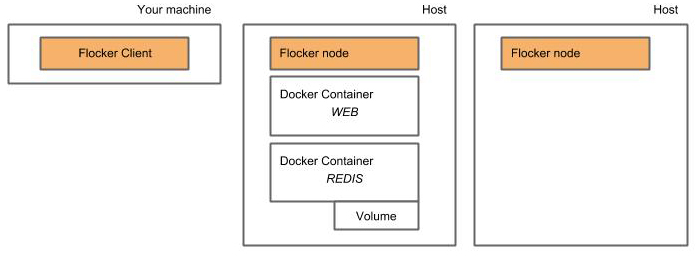 Your machine
Host
Host
Flocker Client
Flocker node
Flocker node
Docker Container
WEB
Docker Container
REDIS
Volume